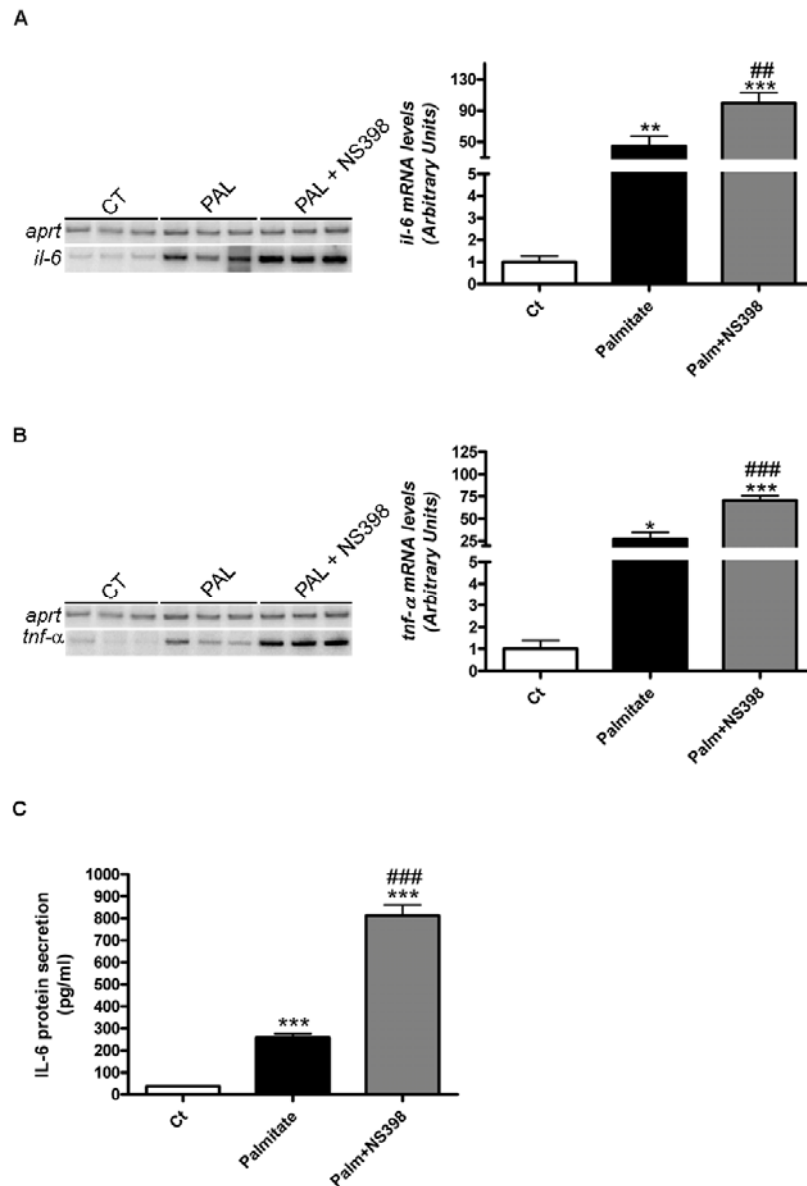 A
CT
PAL
PAL + NS398
aprt
il-6
il-6 mRNA levels
(Arbitrary Units)
130
90
50
5
4
3
2
1
0
##
***
**
Ct
Palmitate
Palm+NS398
B
CT
PAL
PAL + NS398
aprt
tnf-α
tnf-α mRNA levels
(Arbitrary Units)
125
100
75
50
25
5
4
3
2
1
0
###
***
*
Ct
Palmitate
Palm+NS398
C
IL-6 protein secretion
(pg/ml)
1000
900
800
700
600
500
400
300
200
100
0
###
***
***
Ct
Palmitate
Palm+NS398